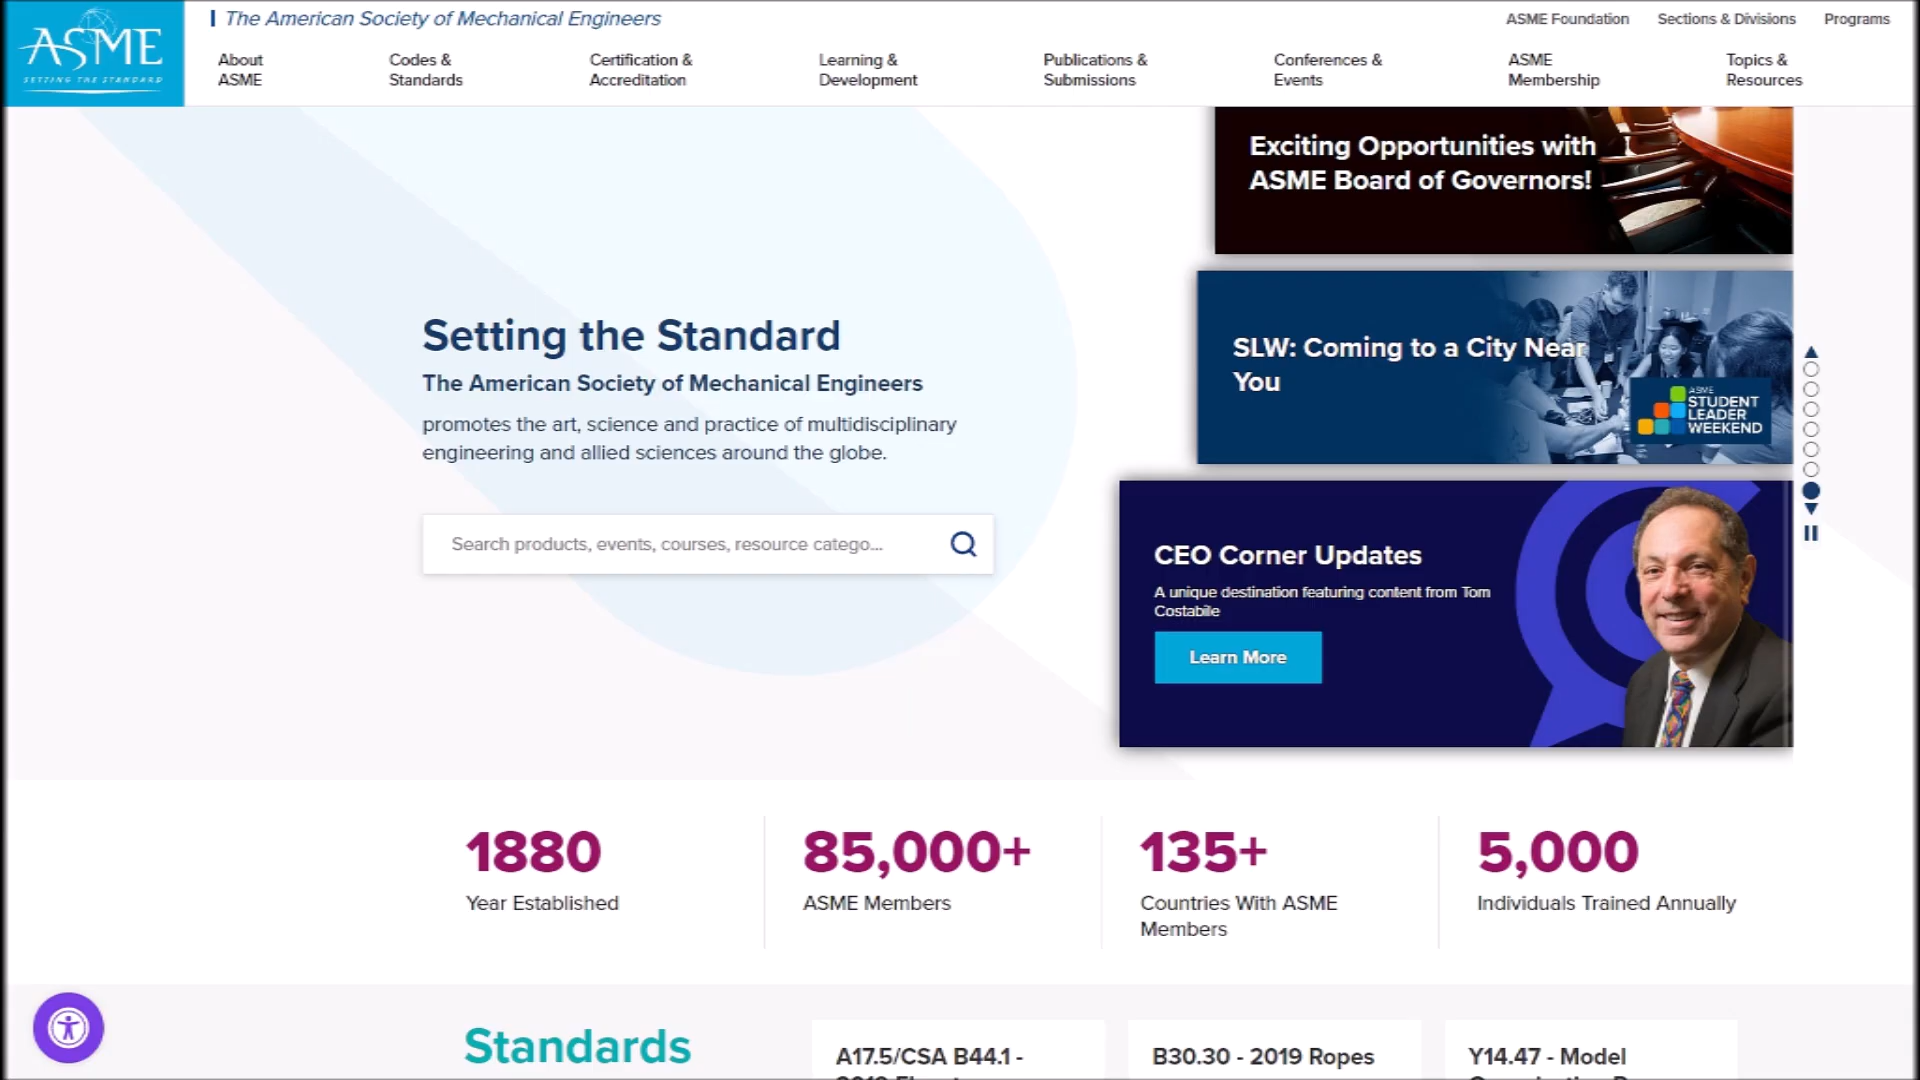 ASME
SETTING THE STANDARD
The American Society of Mechanical Engineers
ASME Foundation
Sections & Divisions
Programs
About
ASME
Codes &
Standards
Certification &
Accreditation
Learning &
Development
Publications &
Submissions
Conferences &
Events
ASME
Membership
Topics &
Resources
Exciting Opportunities with
ASME Board of Governors!
Setting the Standard
The American Society of Mechanical Engineers
promotes the art, science and practice of multidisciplinary
engineering and allied sciences around the globe.
Search products, events, courses, resource catego...
SLW: Coming to a City Near
You
ASME
STUDENT
LEADER
WEEKEND
CEO Corner Updates
A unique destination featuring content from Tom
Costabile
Learn More
1880
Year Established
85,000+
ASME Members
135+
Countries With ASME
Members
5,000
Individuals Trained Annually
Standards
A17.5/CSA B44.1 -
B30.30 - 2019 Ropes
Y14.47 - Model